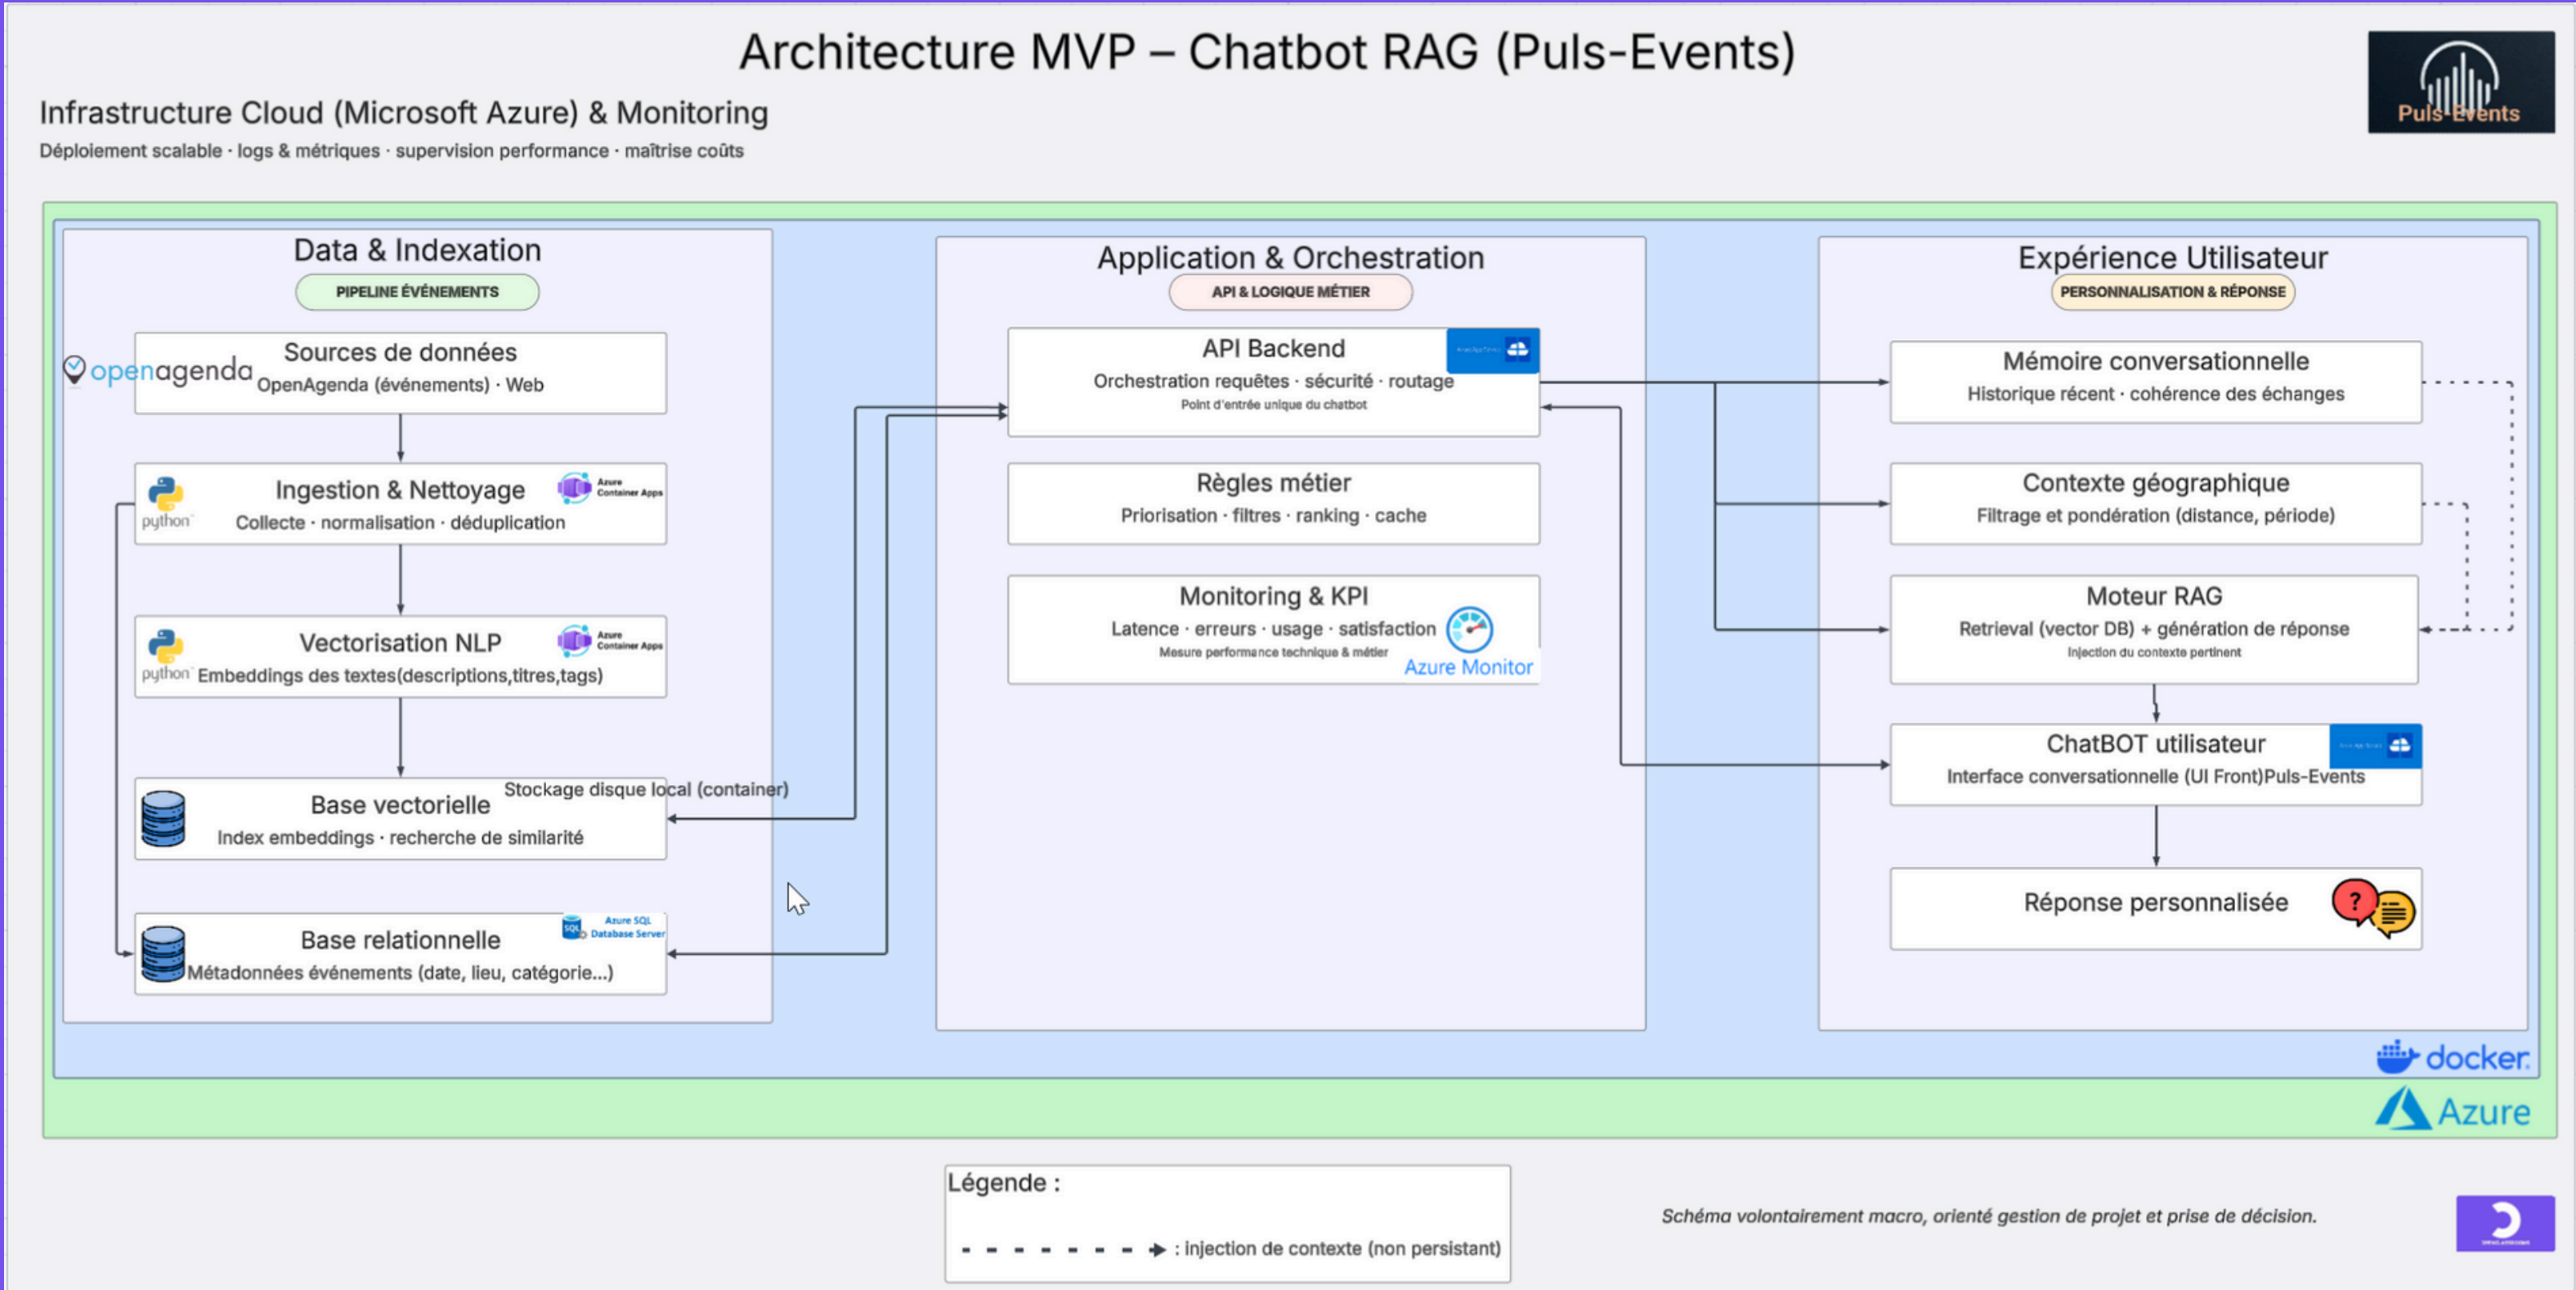 Architecture MVP – Chatbot RAG (Puls-Events)
Puls-Events
Infrastructure Cloud (Microsoft Azure) & Monitoring
Déploiement scalable · logs & métriques · supervision performance · maîtrise coûts
Data & Indexation
PIPELINE ÉVÉNEMENTS
openagenda
Sources de données
OpenAgenda (événements) · Web
python
Ingestion & Nettoyage
Azure
Container Apps
Collecte · normalisation · déduplication
python
Vectorisation NLP
Azure
Container Apps
Embeddings des textes(descriptions,titres,tags)
Stockage disque local (container)
Base vectorielle
Index embeddings · recherche de similarité
SQL
Azure SQL
Database Server
Base relationnelle
Métadonnées événements (date, lieu, catégorie...)
Application & Orchestration
API & LOGIQUE MÉTIER
API Backend
Orchestration requêtes · sécurité · routage
Point d'entrée unique du chatbot
Règles métier
Priorisation · filtres · ranking · cache
Monitoring & KPI
Latence · erreurs · usage · satisfaction
Mesure performance technique & métier
Azure Monitor
Expérience Utilisateur
PERSONNALISATION & RÉPONSE
Mémoire conversationnelle
Historique récent · cohérence des échanges
Contexte géographique
Filtrage et pondération (distance, période)
Moteur RAG
Retrieval (vector DB) + génération de réponse
Injection du contexte pertinent
ChatBOT utilisateur
Interface conversationnelle (UI Front)Puls-Events
Réponse personnalisée
?
docker
Azure
Légende :
: injection de contexte (non persistant)
Schéma volontairement macro, orienté gestion de projet et prise de décision.